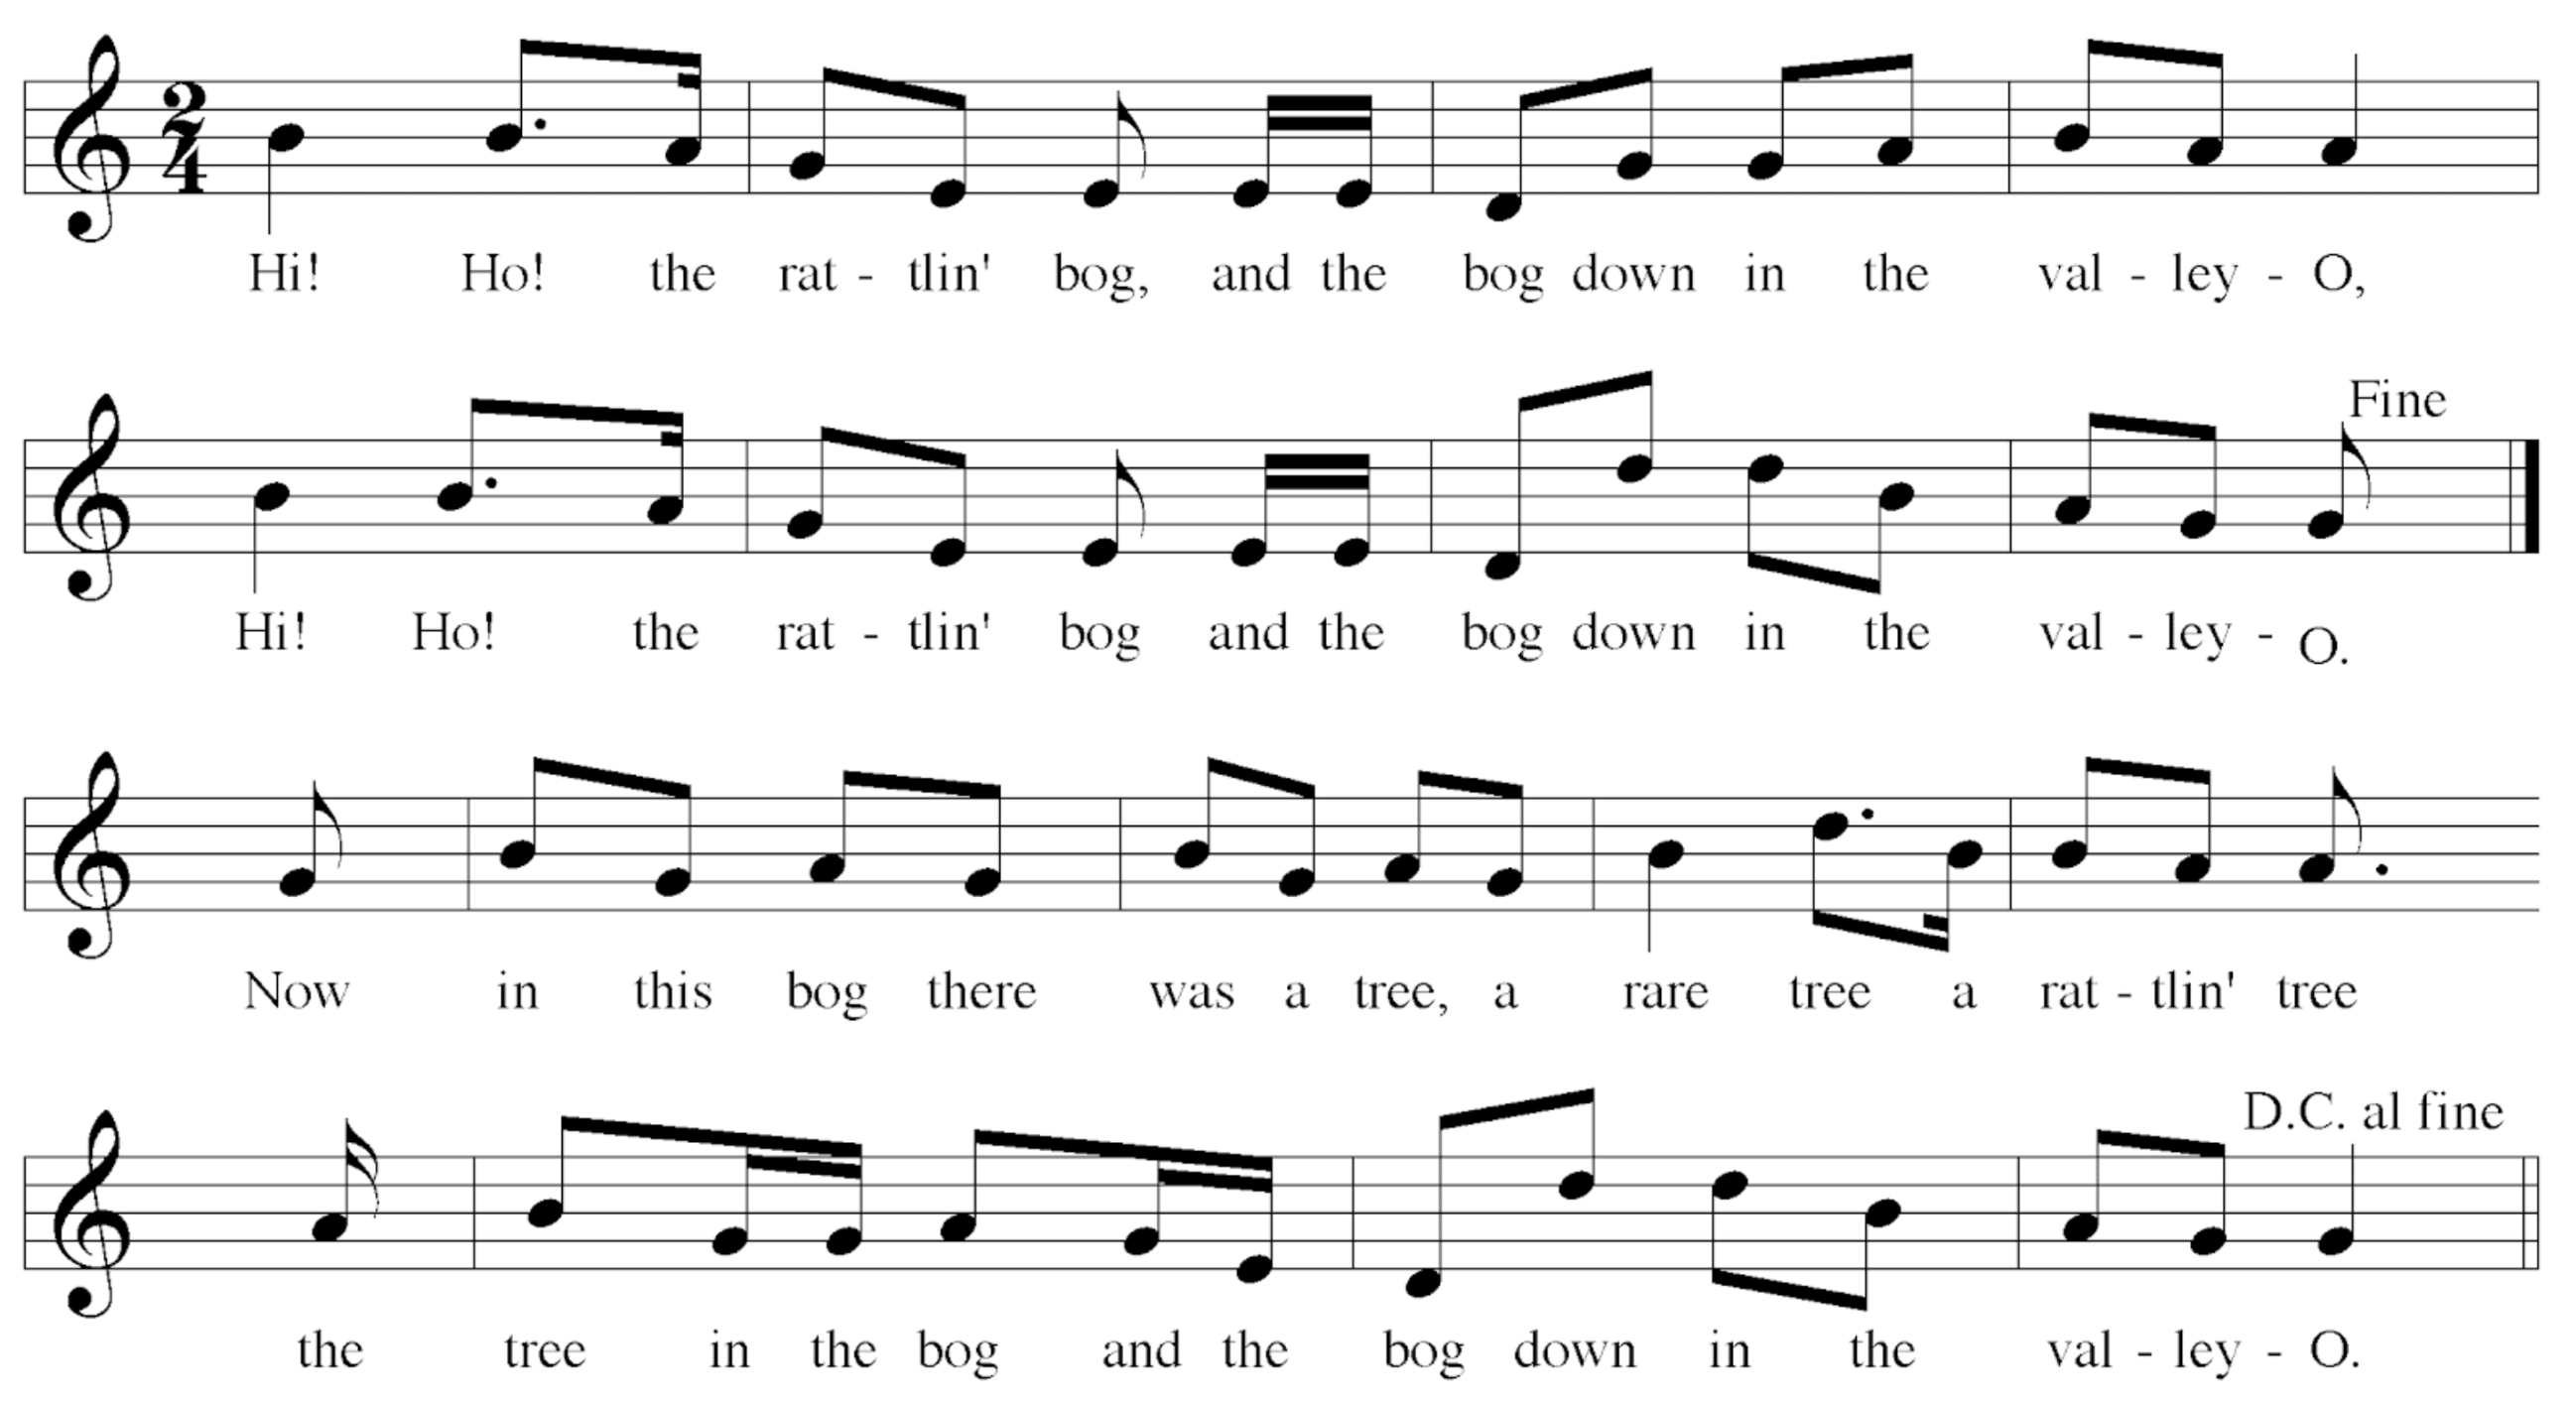 2/4
Hi! Ho! the rat - tlin' bog, and the bog down in the val - ley - O,
Fine
Hi! Ho! the rat - tlin' bog and the bog down in the val - ley - O.
Now in this bog there was a tree, a rare tree a rat - tlin' tree
D.C. al fine
the tree in the bog and the bog down in the val - ley - O.